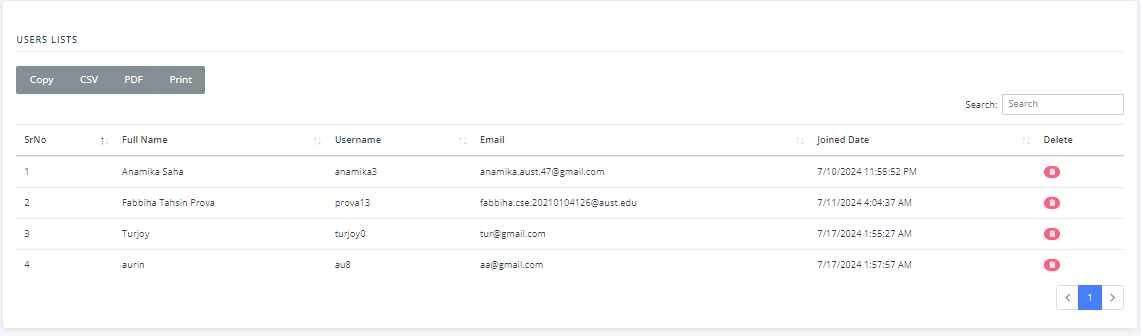 USERS LISTS
Copy CSV PDF Print
Search: Search
SrNo Full Name Username Email Joined Date Delete
1 Anamika Saha anamika3 anamika.aust.47@gmail.com 7/10/2024 11:55:52 PM
2 Fabbiha Tahsin Prova prova13 fabbiha.cse.20210104126@aust.edu 7/11/2024 4:04:37 AM
3 Turjoy turjoy0 tur@gmail.com 7/17/2024 1:55:27 AM
4 aurin au8 aa@gmail.com 7/17/2024 1:57:57 AM
1